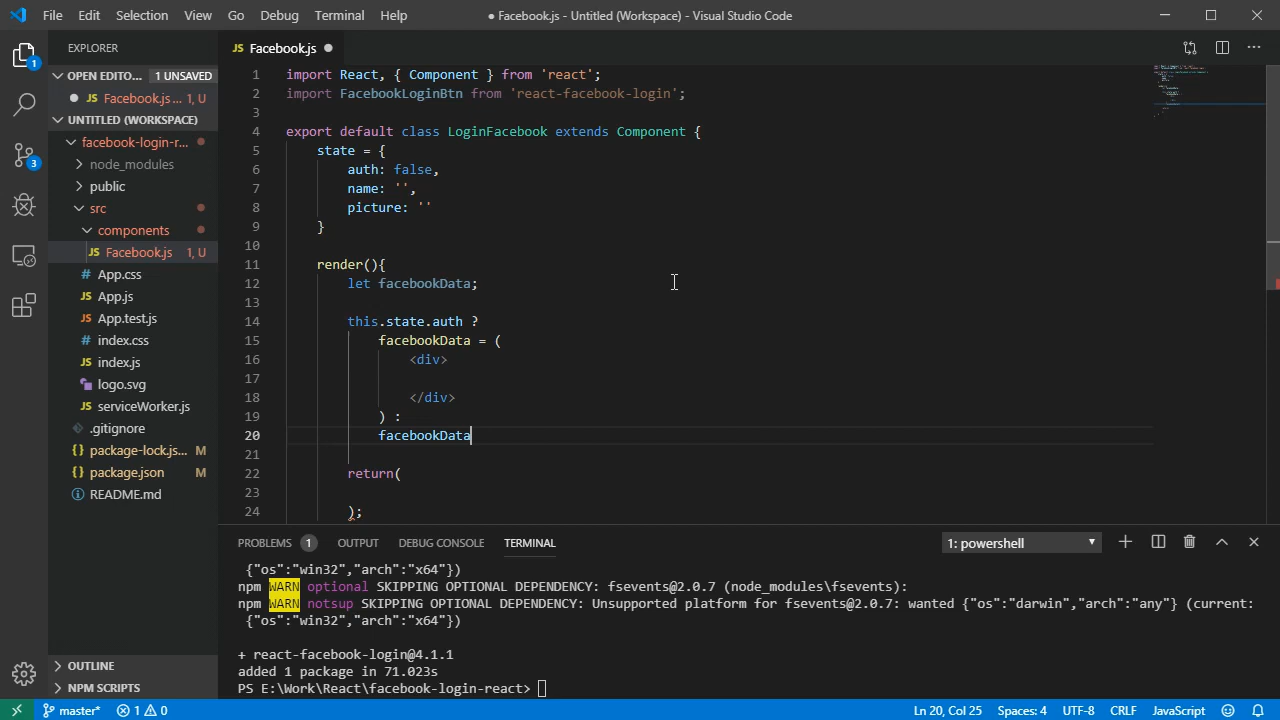 File Edit Selection View Go Debug Terminal Help ● Facebook.js - Untitled (Workspace) - Visual Studio Code
EXPLORER
OPEN EDITO... 1 UNSAVED
Facebook.js ... 1, U
UNTITLED (WORKSPACE)
facebook-login-r...
node_modules
public
src
components
JS Facebook.js 1, U
# App.css
JS App.js
JS App.test.js
# index.css
JS index.js
logo.svg
JS serviceWorker.js
.gitignore
{} package-lock.js... M
{} package.json M
README.md
OUTLINE
NPM SCRIPTS
1
3
JS Facebook.js ●
1 import React, { Component } from 'react';
2 import FacebookLoginBtn from 'react-facebook-login';
3
4 export default class LoginFacebook extends Component {
5 state = {
6 auth: false,
7 name: '',
8 picture: ''
9 }
10
11 render(){
12 let facebookData;
13
14 this.state.auth ?
15 facebookData = (
16 <div>
17
18 </div>
19 ) :
20 facebookData
21
22 return(
23
24 );
PROBLEMS 1 OUTPUT DEBUG CONSOLE TERMINAL 1: powershell
{"os":"win32","arch":"x64"})
npm WARN optional SKIPPING OPTIONAL DEPENDENCY: fsevents@2.0.7 (node_modules\fsevents):
npm WARN notsup SKIPPING OPTIONAL DEPENDENCY: Unsupported platform for fsevents@2.0.7: wanted {"os":"darwin","arch":"any"} (current:
{"os":"win32","arch":"x64"})
+ react-facebook-login@4.1.1
added 1 package in 71.023s
PS E:\Work\React\facebook-login-react>
master* 1 0 Ln 20, Col 25 Spaces: 4 UTF-8 CRLF JavaScript